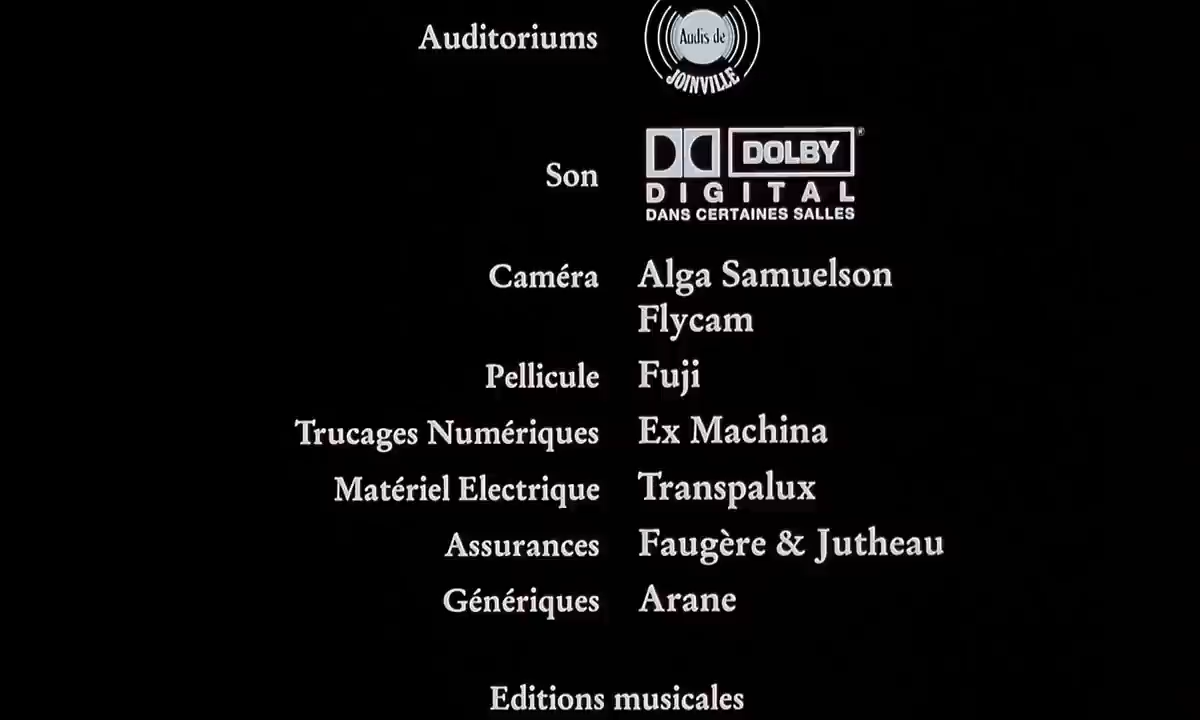 Auditoriums Audis de
JOINVILLE
Son DOLBY®
DIGITAL
DANS CERTAINES SALLES
Caméra Alga Samuelson
Flycam
Pellicule Fuji
Trucages Numériques Ex Machina
Matériel Electrique Transpalux
Assurances Faugère & Jutheau
Génériques Arane
Editions musicales